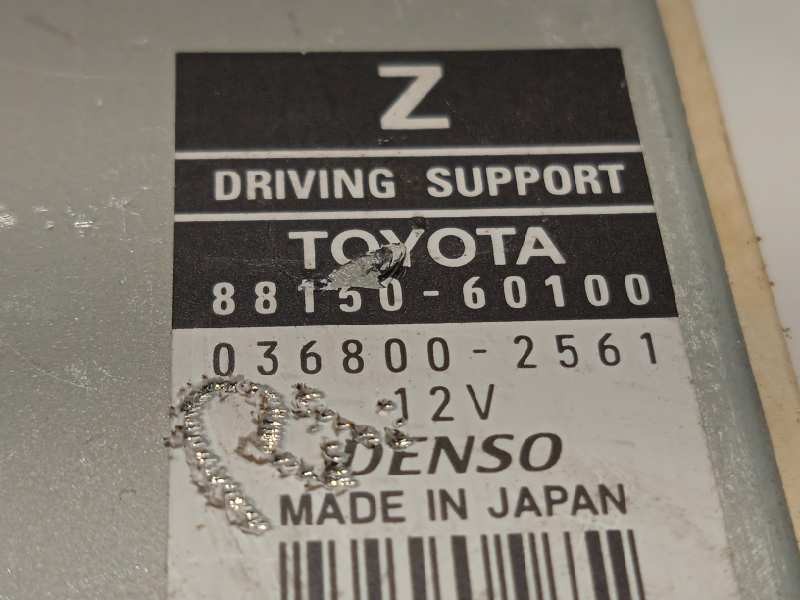 Z
DRIVING SUPPORT
TOYOTA
88150-60100
036800-2561
12V
DENSO
MADE IN JAPAN